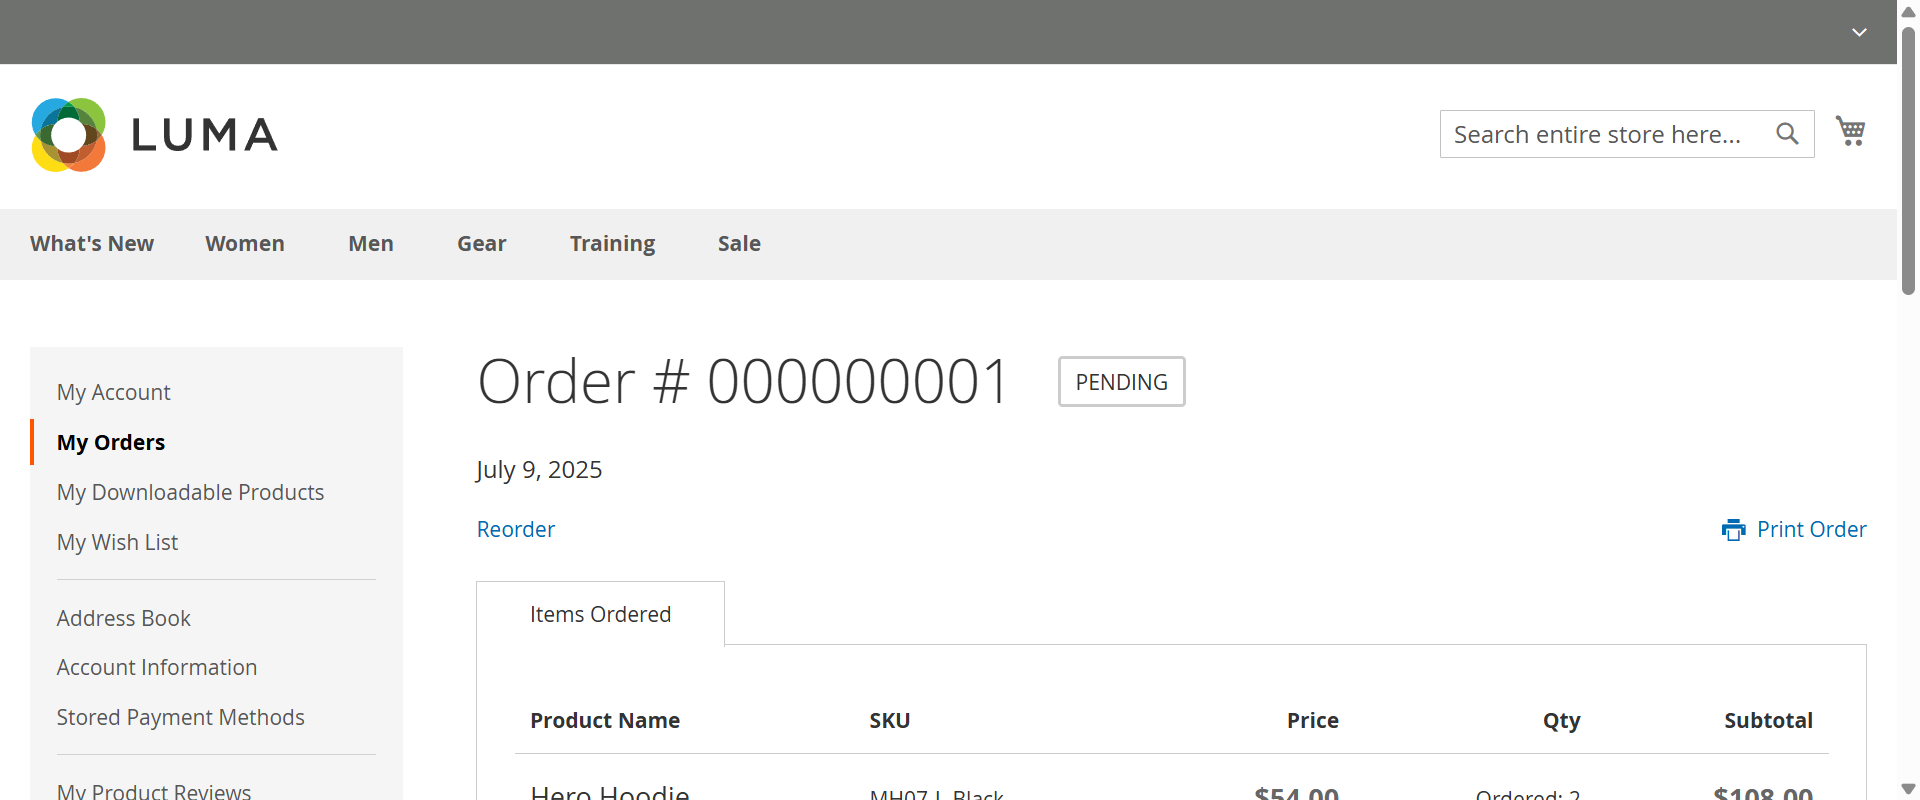 LUMA
Search entire store here...
What's New Women Men Gear Training Sale
My Account
My Orders
My Downloadable Products
My Wish List
Address Book
Account Information
Stored Payment Methods
My Product Reviews
Order # 000000001 PENDING
July 9, 2025
Reorder Print Order
Items Ordered
Product Name SKU Price Qty Subtotal
Hero Hoodie MH07-L-Black $54.00 Ordered: 2 $108.00